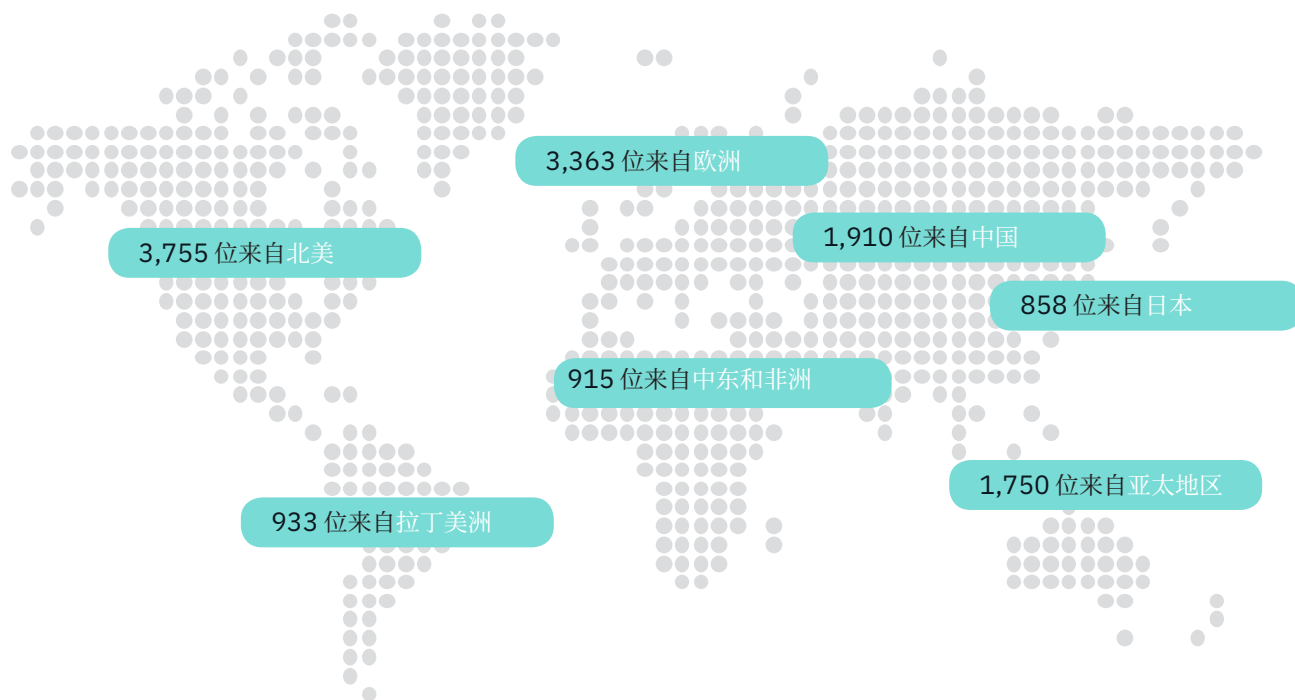 3,363 位来自欧洲
1,910 位来自中国
3,755 位来自北美
858 位来自日本
915 位来自中东和非洲
1,750 位来自亚太地区
933 位来自拉丁美洲